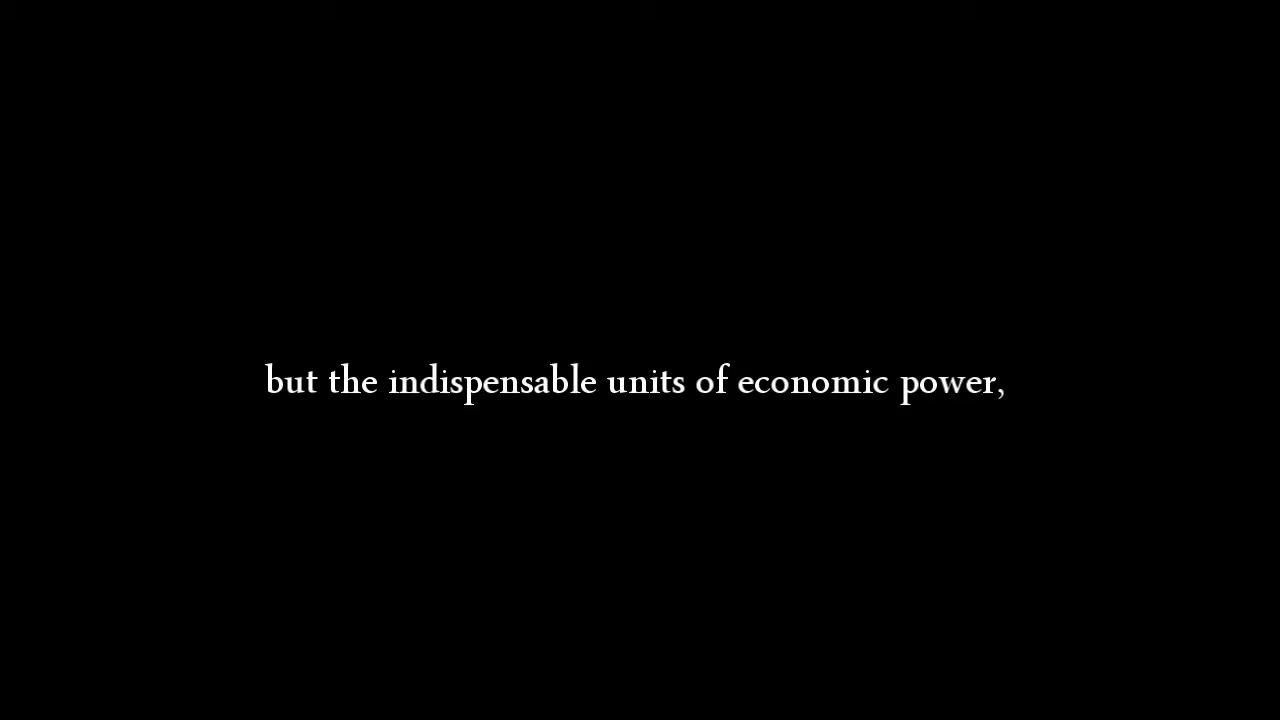 but the indispensable units of economic power,